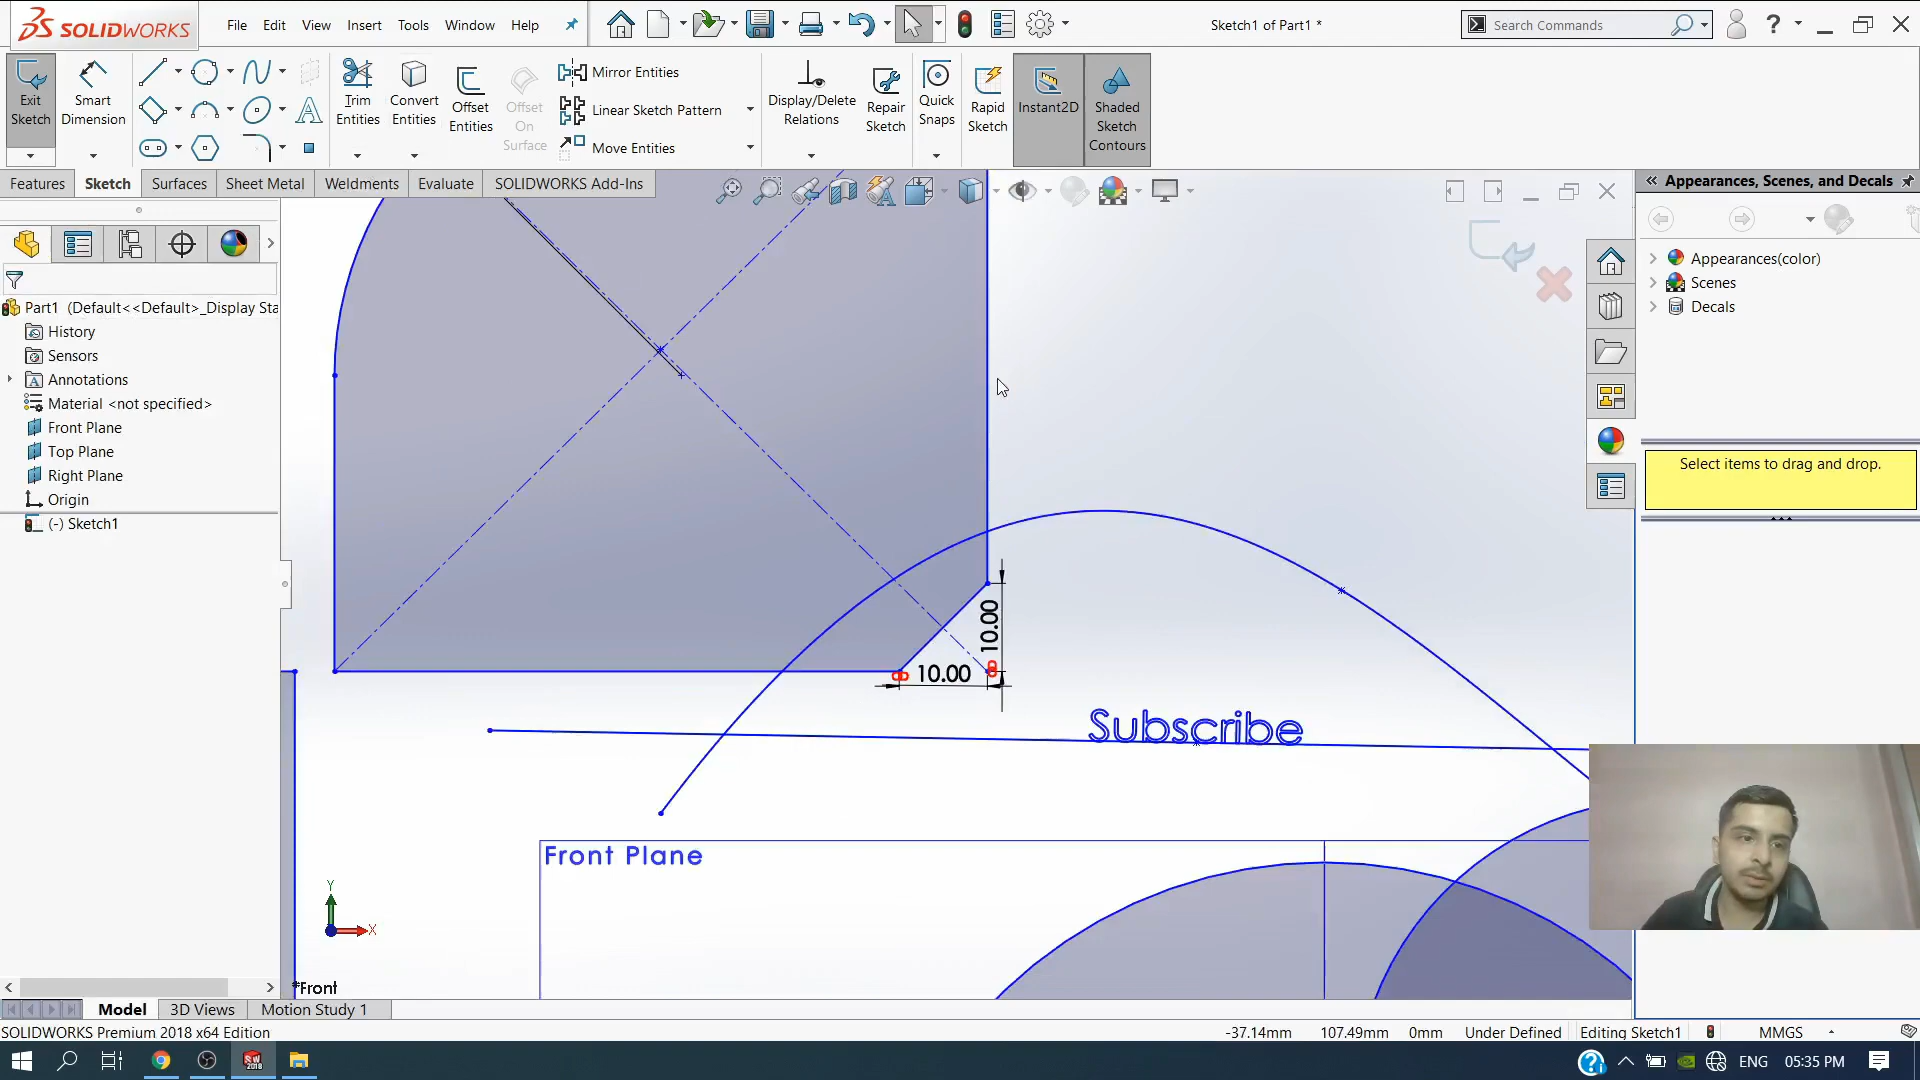 SOLIDWORKS
File Edit View Insert Tools Window Help
Sketch1 of Part1 *
Search Commands
Exit Sketch
Smart Dimension
Trim Entities
Convert Entities
Offset Entities
Offset On Surface
Mirror Entities
Linear Sketch Pattern
Move Entities
Display/Delete Relations
Repair Sketch
Quick Snaps
Rapid Sketch
Instant2D
Shaded Sketch Contours
Features Sketch Surfaces Sheet Metal Weldments Evaluate SOLIDWORKS Add-Ins
Appearances, Scenes, and Decals
Part1 (Default<<Default>_Display Sta
History
Sensors
Annotations
Material <not specified>
Front Plane
Top Plane
Right Plane
Origin
(-) Sketch1
Appearances(color)
Scenes
Decals
Select items to drag and drop.
10.00
10.00
Subscribe
Front Plane
Y
X
*Front
Model 3D Views Motion Study 1
SOLIDWORKS Premium 2018 x64 Edition
-37.14mm 107.49mm 0mm Under Defined Editing Sketch1 MMGS
ENG 05:35 PM